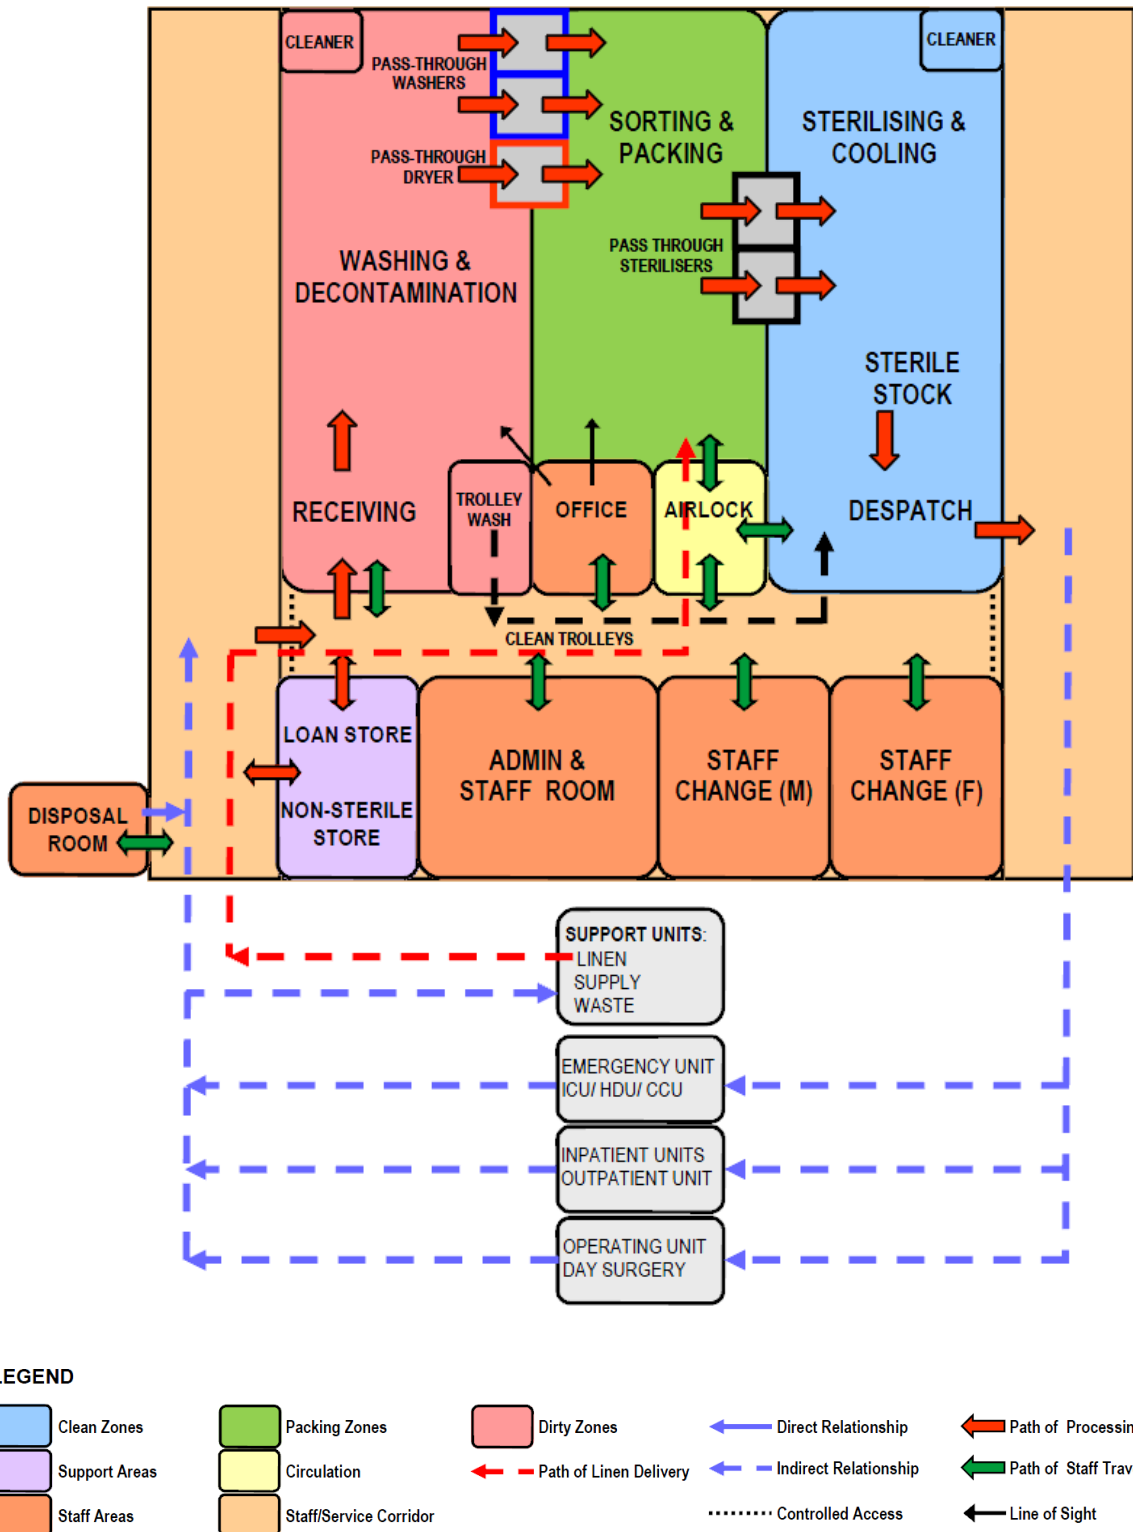 CLEANER
CLEANER
PASS-THROUGH
WASHERS
SORTING &
PACKING
STERILISING &
COOLING
PASS-THROUGH
DRYER
PASS THROUGH
STERILISERS
WASHING &
DECONTAMINATION
STERILE
STOCK
RECEIVING
TROLLEY
WASH
OFFICE
AIRLOCK
DESPATCH
CLEAN TROLLEYS
LOAN STORE
NON-STERILE
STORE
ADMIN &
STAFF ROOM
STAFF
CHANGE (M)
STAFF
CHANGE (F)
DISPOSAL
ROOM
SUPPORT UNITS:
LINEN
SUPPLY
WASTE
EMERGENCY UNIT
ICU/ HDU/ CCU
INPATIENT UNITS
OUTPATIENT UNIT
OPERATING UNIT
DAY SURGERY
LEGEND
Clean Zones
Packing Zones
Dirty Zones
Direct Relationship
Path of Processin
Support Areas
Circulation
Path of Linen Delivery
Indirect Relationship
Path of Staff Trav
Staff Areas
Staff/Service Corridor
Controlled Access
Line of Sight